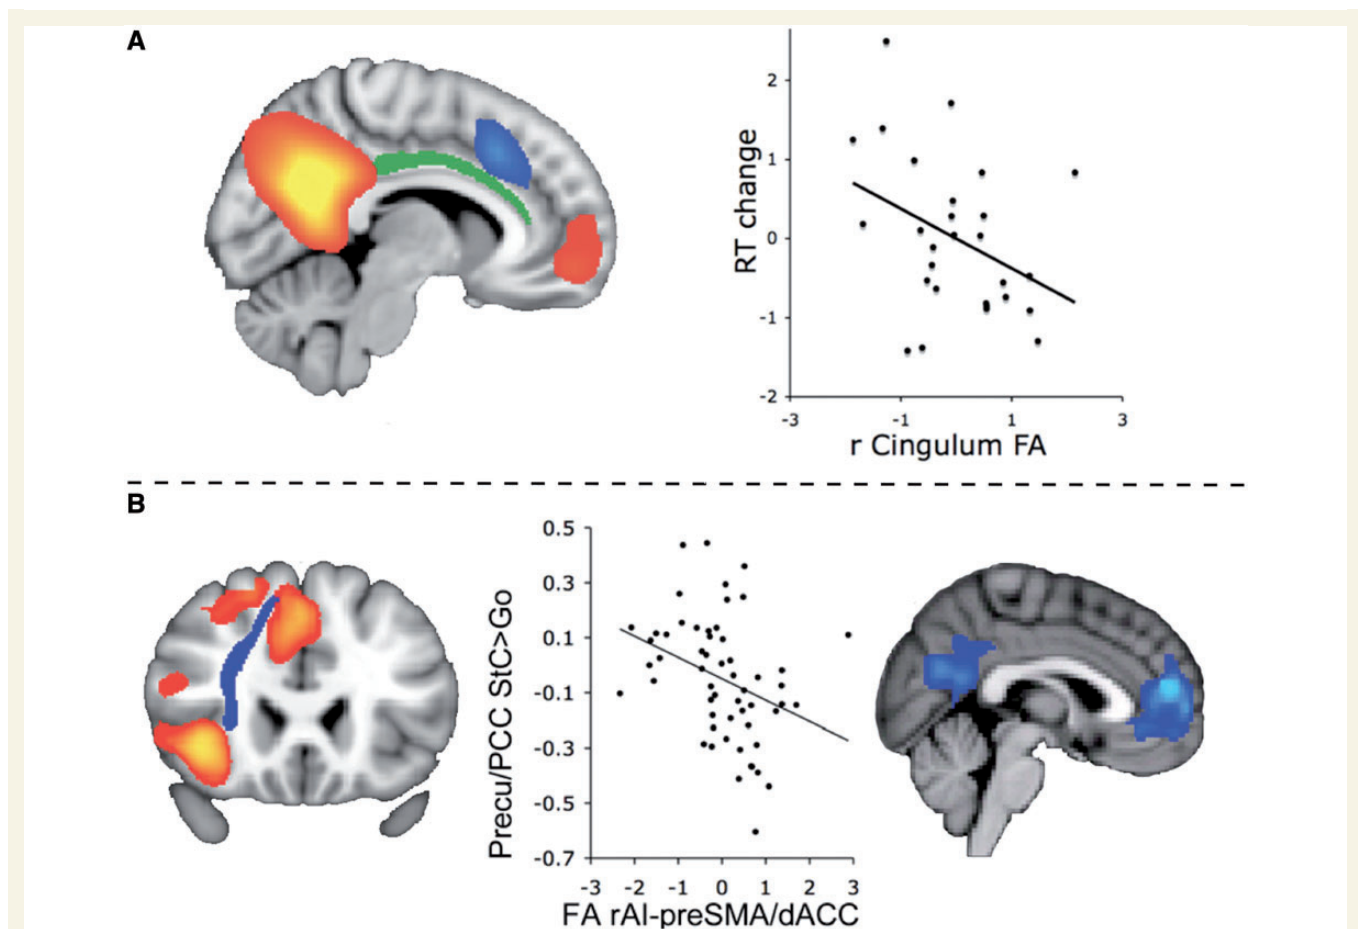 A
2
1
0
-1
-2
RT change
-3 -1 1 3
r Cingulum FA
B
0.5
0.3
0.1
-0.1
-0.3
-0.5
-0.7
Precu/PCC StC>Go
-3 -2 -1 0 1 2 3
FA rAI-preSMA/dACC